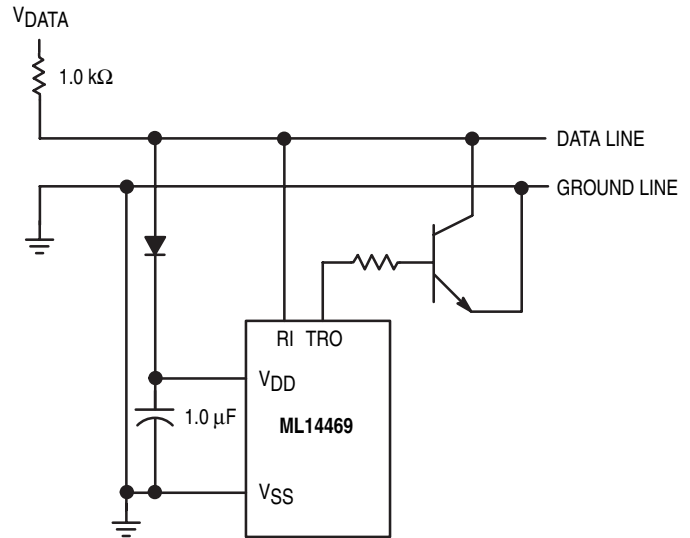 VDATA
1.0 kΩ
DATA LINE
GROUND LINE
RI TRO
VDD
1.0 μF
ML14469
VSS